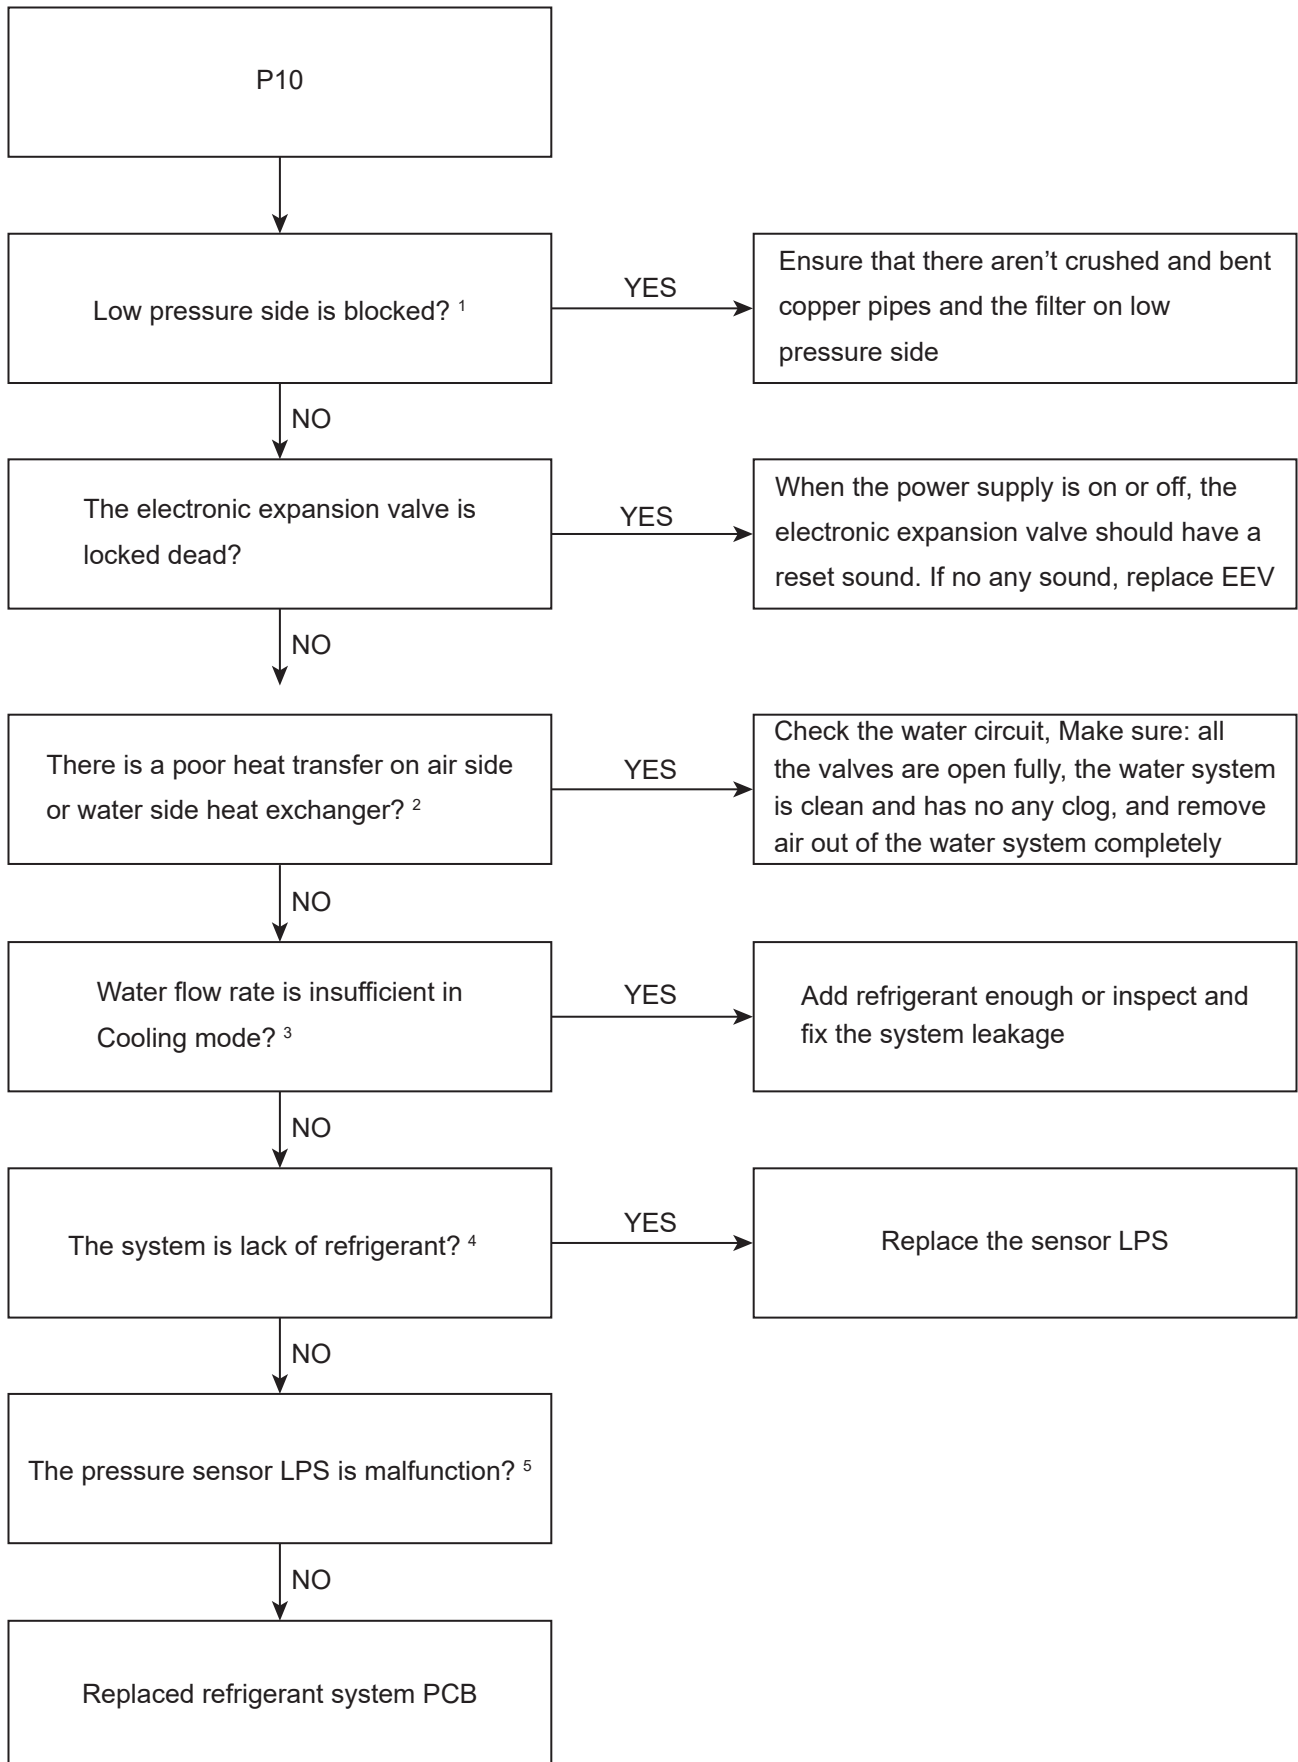 P10
Low pressure side is blocked? 1
YES
Ensure that there aren’t crushed and bent
copper pipes and the filter on low
pressure side
NO
The electronic expansion valve is
locked dead?
YES
When the power supply is on or off, the
electronic expansion valve should have a
reset sound. If no any sound, replace EEV
NO
There is a poor heat transfer on air side
or water side heat exchanger? 2
YES
Check the water circuit, Make sure: all
the valves are open fully, the water system
is clean and has no any clog, and remove
air out of the water system completely
NO
Water flow rate is insufficient in
Cooling mode? 3
YES
Add refrigerant enough or inspect and
fix the system leakage
NO
The system is lack of refrigerant? 4
YES
Replace the sensor LPS
NO
The pressure sensor LPS is malfunction? 5
NO
Replaced refrigerant system PCB